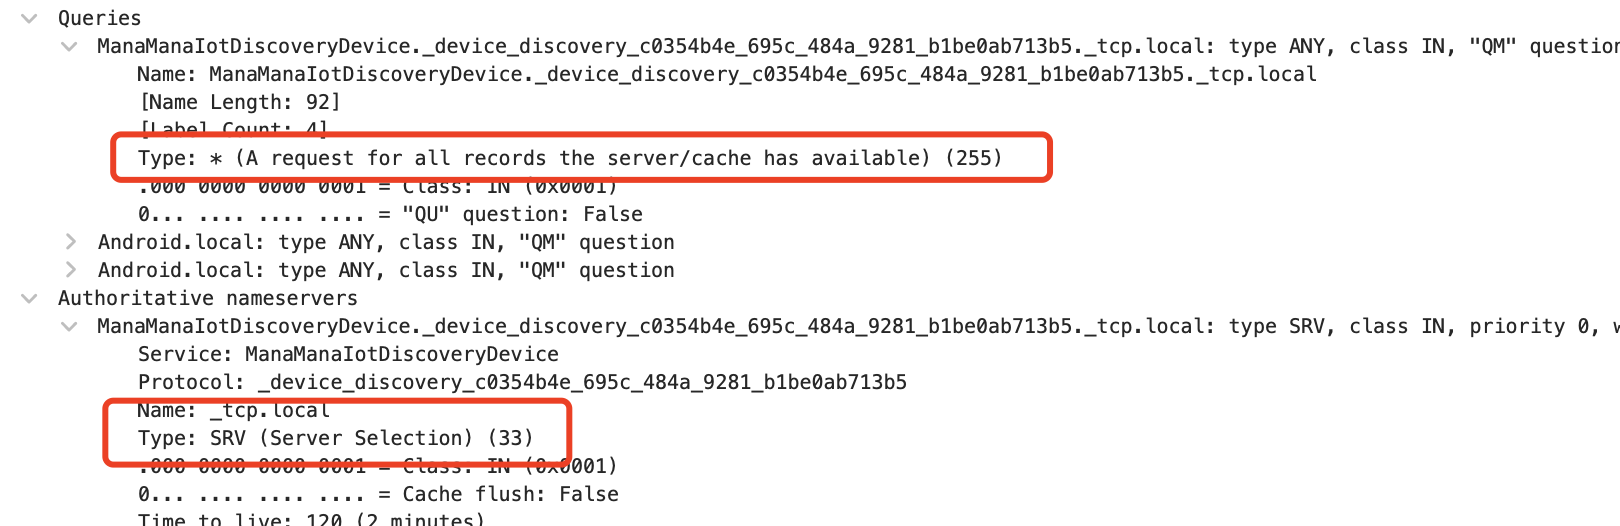 Queries
ManaManaIotDiscoveryDevice._device_discovery_c0354b4e_695c_484a_9281_b1be0ab713b5._tcp.local: type ANY, class IN, "QM" question
Name: ManaManaIotDiscoveryDevice._device_discovery_c0354b4e_695c_484a_9281_b1be0ab713b5._tcp.local
[Name Length: 92]
[Label Count: 4]
Type: * (A request for all records the server/cache has available) (255)
.000 0000 0000 0001 = Class: IN (0x0001)
0... .... .... .... = "QU" question: False
Android.local: type ANY, class IN, "QM" question
Android.local: type ANY, class IN, "QM" question
Authoritative nameservers
ManaManaIotDiscoveryDevice._device_discovery_c0354b4e_695c_484a_9281_b1be0ab713b5._tcp.local: type SRV, class IN, priority 0,
Service: ManaManaIotDiscoveryDevice
Protocol: _device_discovery_c0354b4e_695c_484a_9281_b1be0ab713b5
Name: _tcp.local
Type: SRV (Server Selection) (33)
.000 0000 0000 0001 = Class: IN (0x0001)
0... .... .... .... = Cache flush: False
Time to live: 120 (2 minutes)